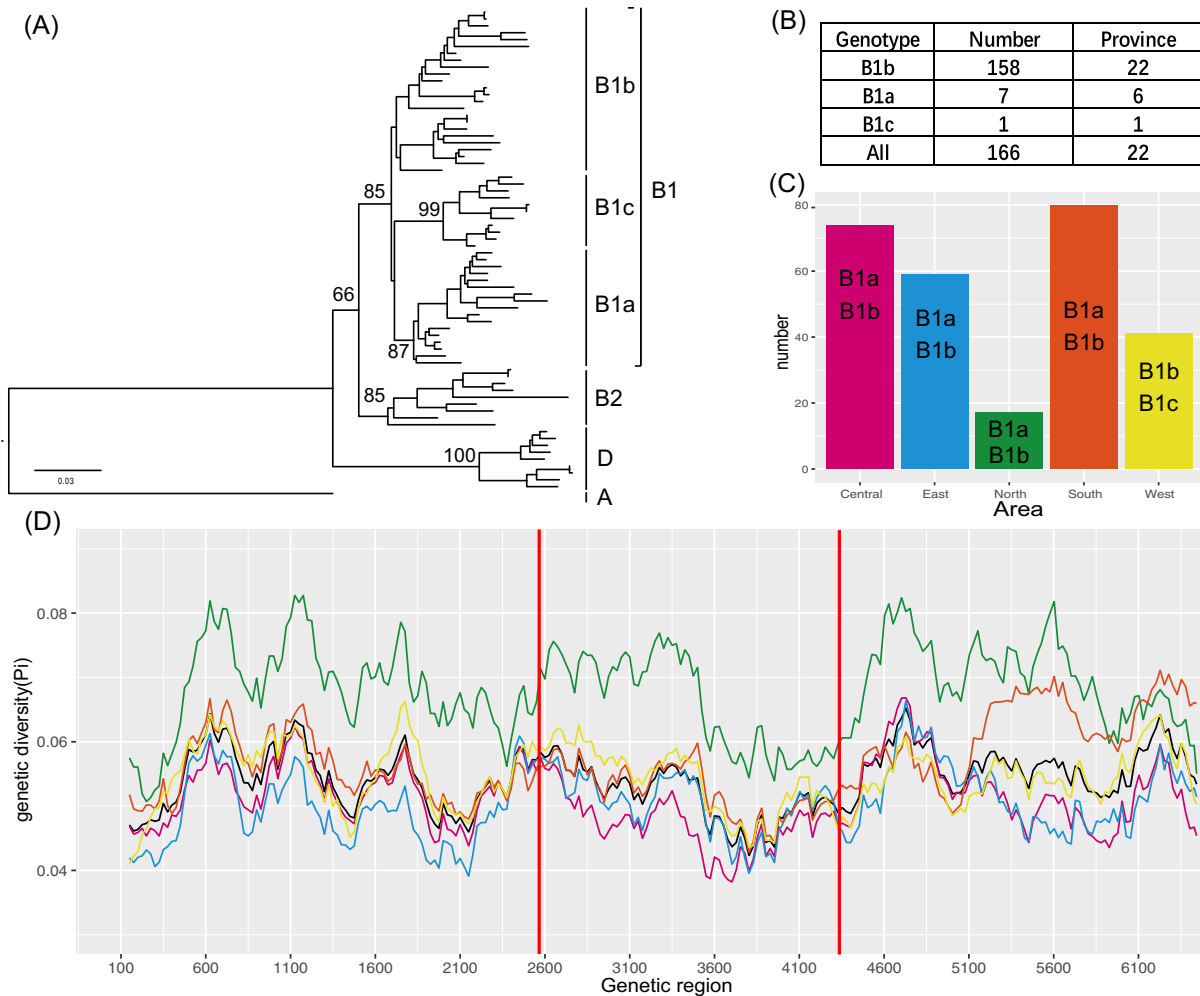 (A)
B1b
85
B1
99
B1c
66
B1a
87
85
B2
100
D
0.03
A
(B)
Genotype Number Province
B1b 158 22
B1a 7 6
B1c 1 1
All 166 22
(C)
80
60
40
20
0
number
B1a
B1b
B1a
B1b
B1a
B1b
B1a
B1b
B1b
B1c
Central East North South West
Area
(D)
0.08
0.06
0.04
genetic diversity(Pi)
100 600 1100 1600 2100 2600 3100 3600 4100 4600 5100 5600 6100
Genetic region